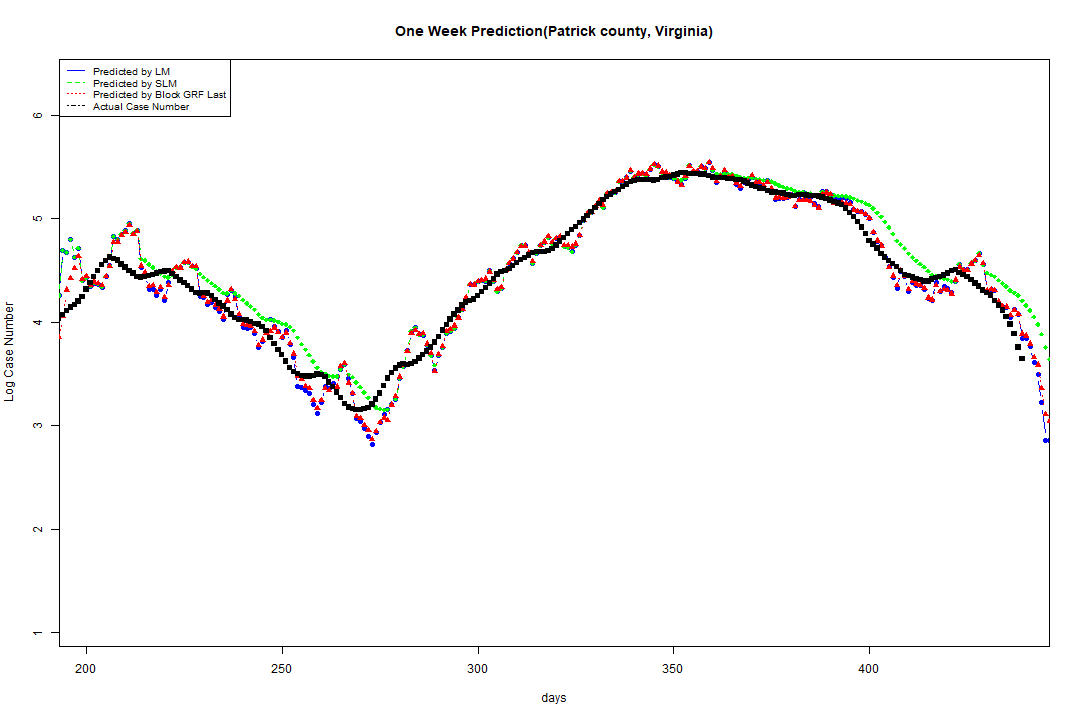 One Week Prediction(Patrick county, Virginia)
Predicted by LM
Predicted by SLM
Predicted by Block GRF Last
Actual Case Number
6
5
4
3
2
1
Log Case Number
200 250 300 350 400
days